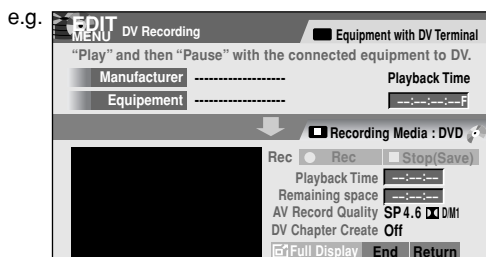 e.g.
EDIT
MENU DV Recording
Equipment with DV Terminal
“Play” and then “Pause” with the connected equipment to DV.
Manufacturer -------------------
Playback Time
Equipement -------------------
--:--:--:--F
Recording Media : DVD
Rec Rec Stop(Save)
Playback Time --:--:--
Remaining space --:--:--
AV Record Quality SP 4.6 D/M1
DV Chapter Create Off
Full Display End Return